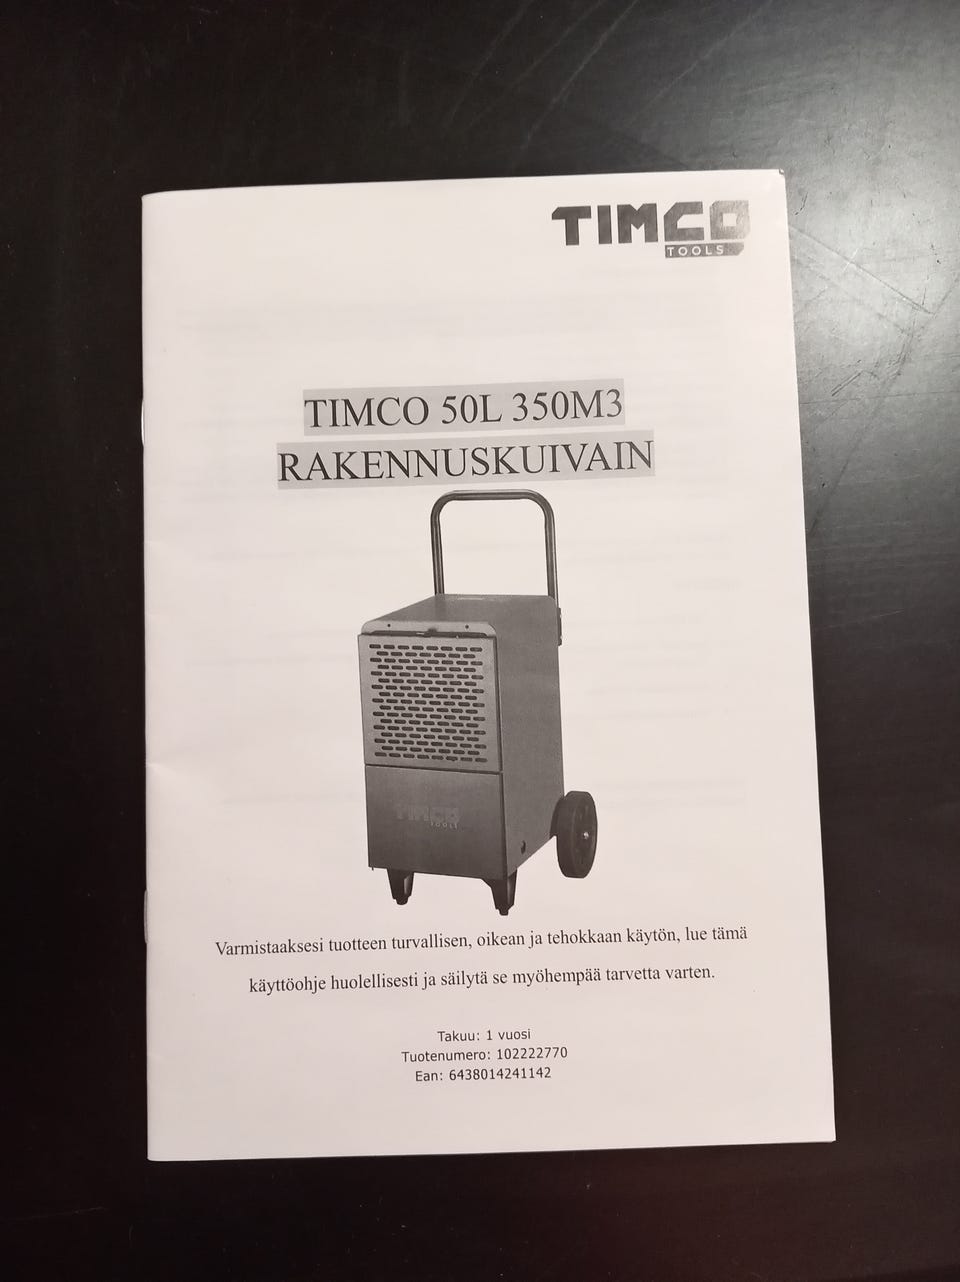 TIMCO
TOOLS
TIMCO 50L 350M3
RAKENNUSKUIVAIN
TIMCO
TOOLS
Varmistaaksesi tuotteen turvallisen, oikean ja tehokkaan käytön, lue tämä
käyttöohje huolellisesti ja säilytä se myöhempää tarvetta varten.
Takuu: 1 vuosi
Tuotenumero: 102222770
Ean: 6438014241142